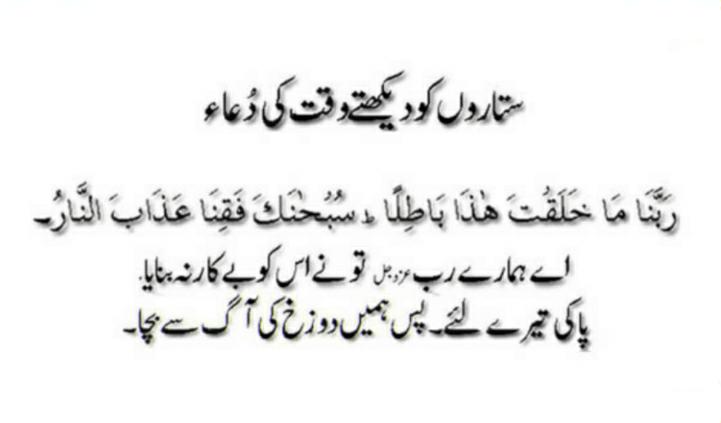 ستاروں کو دیکھتے وقت کی دُعاء
رَبَّنَا مَا خَلَقْتَ هٰذَا بَاطِلًا ۚ سُبْحٰنَكَ فَقِنَا عَذَابَ النَّارُ۔
اے ہمارے رب عزوجل تو نے اس کو بے کار نہ بنایا.
پاکی تیرے لئے۔ پس ہمیں دوزخ کی آگ سے بچا۔